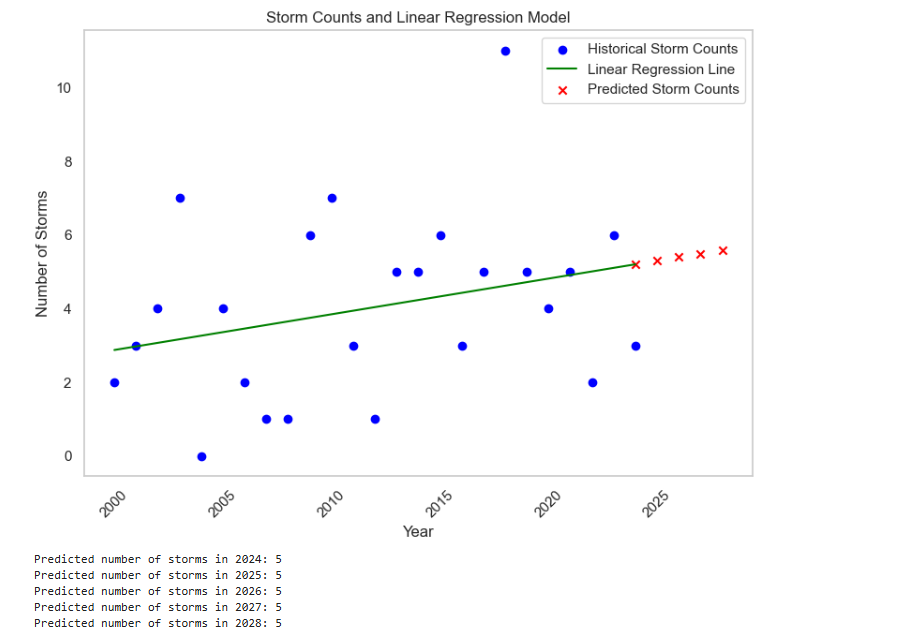 Storm Counts and Linear Regression Model
Historical Storm Counts
Linear Regression Line
Predicted Storm Counts
10
8
6
4
2
0
Number of Storms
2000
2005
2010
2015
2020
2025
Year
Predicted number of storms in 2024: 5
Predicted number of storms in 2025: 5
Predicted number of storms in 2026: 5
Predicted number of storms in 2027: 5
Predicted number of storms in 2028: 5